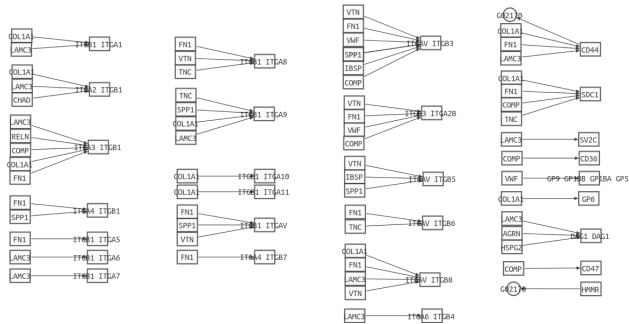 COL1A1
LAMC3
ITGB1 ITGA1
COL1A1
LAMC3
CHAD
ITGA2 ITGB1
LAMC3
RELN
COMP
COL1A1
FN1
ITGA3 ITGB1
FN1
SPP1
ITGA4 ITGB1
FN1
ITGB1 ITGA5
LAMC3
ITGB1 ITGA6
LAMC3
ITGB1 ITGA7
FN1
VTN
TNC
ITGB1 ITGA8
TNC
SPP1
COL1A1
LAMC3
ITGB1 ITGA9
COL1A1
ITGB1 ITGA10
COL1A1
ITGB1 ITGA11
FN1
SPP1
VTN
ITGB1 ITGAV
FN1
ITGA4 ITGB7
VTN
FN1
VWF
SPP1
IBSP
COMP
ITGAV ITGB3
VTN
FN1
VWF
COMP
ITGB3 ITGA2B
VTN
IBSP
SPP1
ITGAV ITGB5
FN1
TNC
ITGAV ITGB6
COL1A1
FN1
LAMC3
VTN
ITGAV ITGB8
LAMC3
ITGA6 ITGB4
G02170
COL1A1
FN1
LAMC3
CD44
COL1A1
FN1
COMP
TNC
SDC1
LAMC3
SV2C
COMP
CD36
VWF
GP9 GP1BB GP1BA GP5
COL1A1
GP6
LAMC3
AGRN
HSPG2
DAG1 DAG1
COMP
CD47
G02170
HMMR